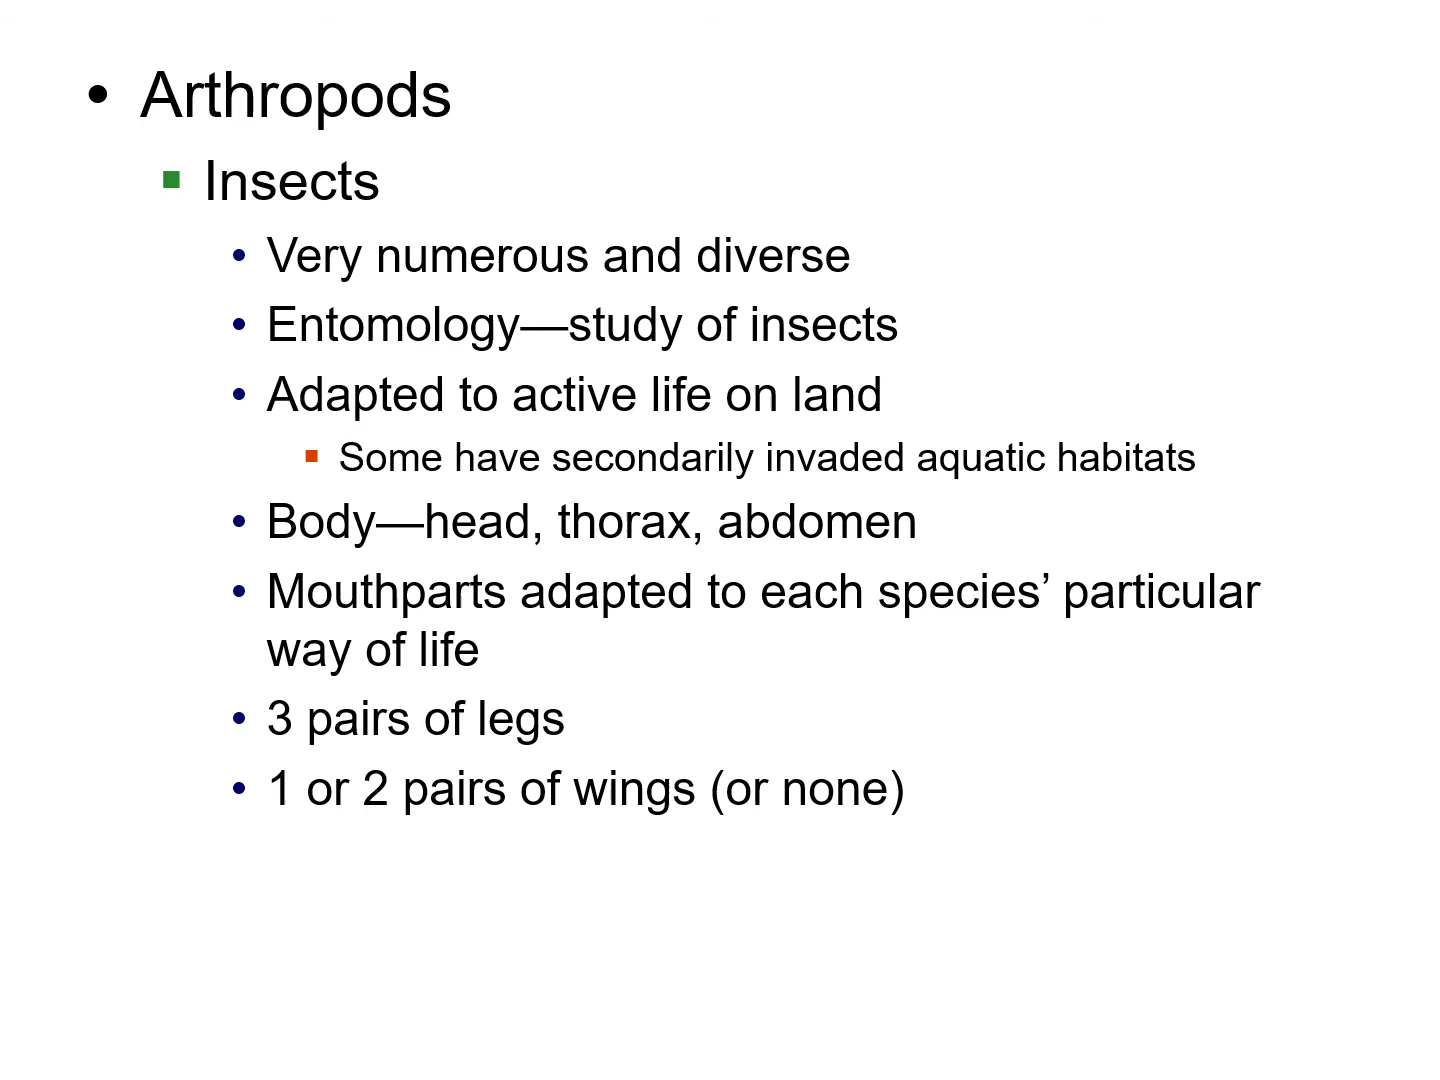 • Arthropods
▪ Insects
• Very numerous and diverse
• Entomology—study of insects
• Adapted to active life on land
▪ Some have secondarily invaded aquatic habitats
• Body—head, thorax, abdomen
• Mouthparts adapted to each species’ particular
way of life
• 3 pairs of legs
• 1 or 2 pairs of wings (or none)